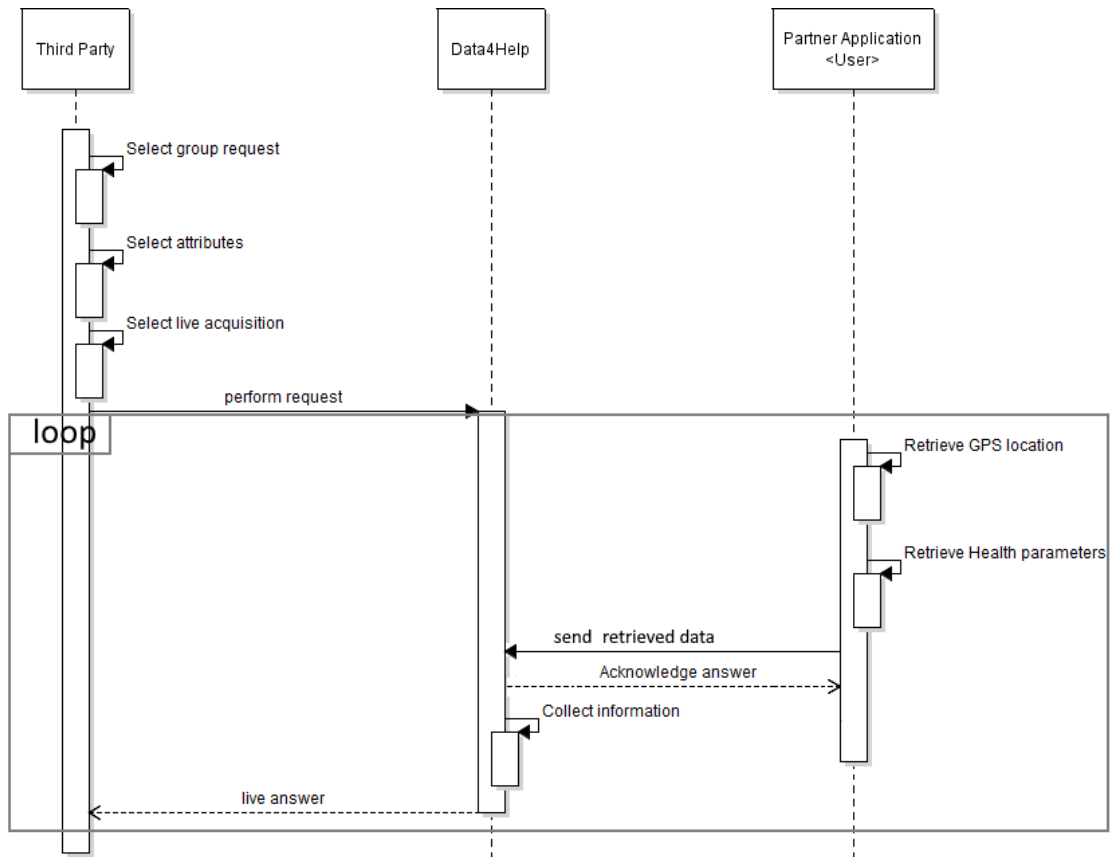 Third Party
Data4Help
Partner Application
<User>
Select group request
Select attributes
Select live acquisition
perform request
loop
Retrieve GPS location
Retrieve Health parameters
send retrieved data
Acknowledge answer
Collect information
live answer